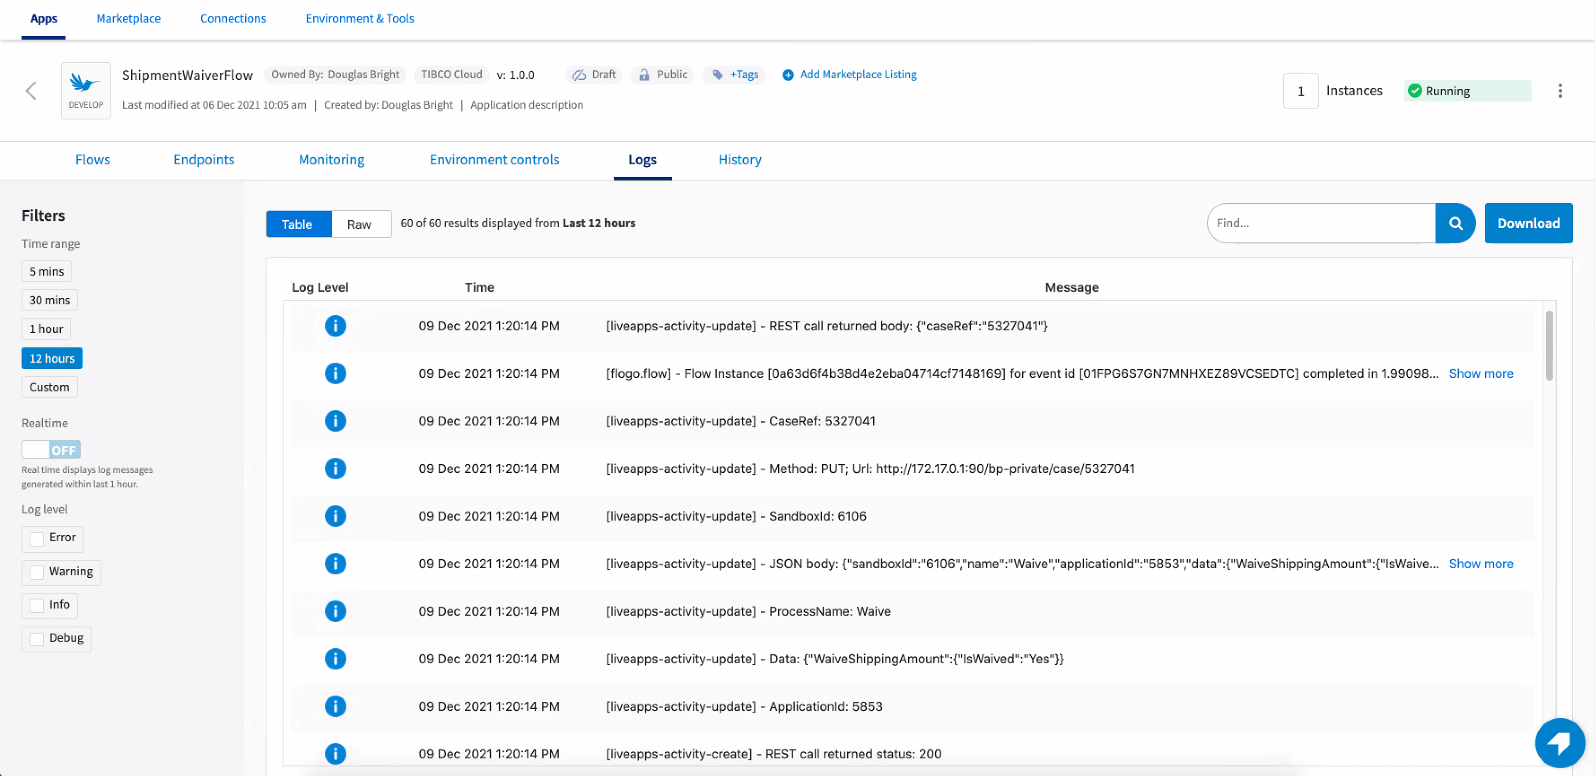 Apps Marketplace Connections Environment & Tools
DEVELOP
ShipmentWaiverFlow Owned By: Douglas Bright TIBCO Cloud v: 1.0.0 Draft Public +Tags Add Marketplace Listing
Last modified at 06 Dec 2021 10:05 am | Created by: Douglas Bright | Application description
1 Instances Running
Flows Endpoints Monitoring Environment controls Logs History
Filters
Time range
5 mins
30 mins
1 hour
12 hours
Custom
Realtime
OFF
Real time displays log messages
generated within last 1 hour.
Log level
Error
Warning
Info
Debug
Table Raw 60 of 60 results displayed from Last 12 hours Find... Download
Log Level Time Message
09 Dec 2021 1:20:14 PM [liveapps-activity-update] - REST call returned body: {"caseRef":"5327041"}
09 Dec 2021 1:20:14 PM [flogo.flow] - Flow Instance [0a63d6f4b38d4e2eba04714cf7148169] for event id [01FPG6S7GN7MNHXEZ89VCSEDTC] completed in 1.99098... Show more
09 Dec 2021 1:20:14 PM [liveapps-activity-update] - CaseRef: 5327041
09 Dec 2021 1:20:14 PM [liveapps-activity-update] - Method: PUT; Url: http://172.17.0.1:90/bp-private/case/5327041
09 Dec 2021 1:20:14 PM [liveapps-activity-update] - SandboxId: 6106
09 Dec 2021 1:20:14 PM [liveapps-activity-update] - JSON body: {"sandboxId":"6106","name":"Waive","applicationId":"5853","data":{"WaiveShippingAmount":{"IsWaive... Show more
09 Dec 2021 1:20:14 PM [liveapps-activity-update] - ProcessName: Waive
09 Dec 2021 1:20:14 PM [liveapps-activity-update] - Data: {"WaiveShippingAmount":{"IsWaived":"Yes"}}
09 Dec 2021 1:20:14 PM [liveapps-activity-update] - ApplicationId: 5853
09 Dec 2021 1:20:14 PM [liveapps-activity-create] - REST call returned status: 200